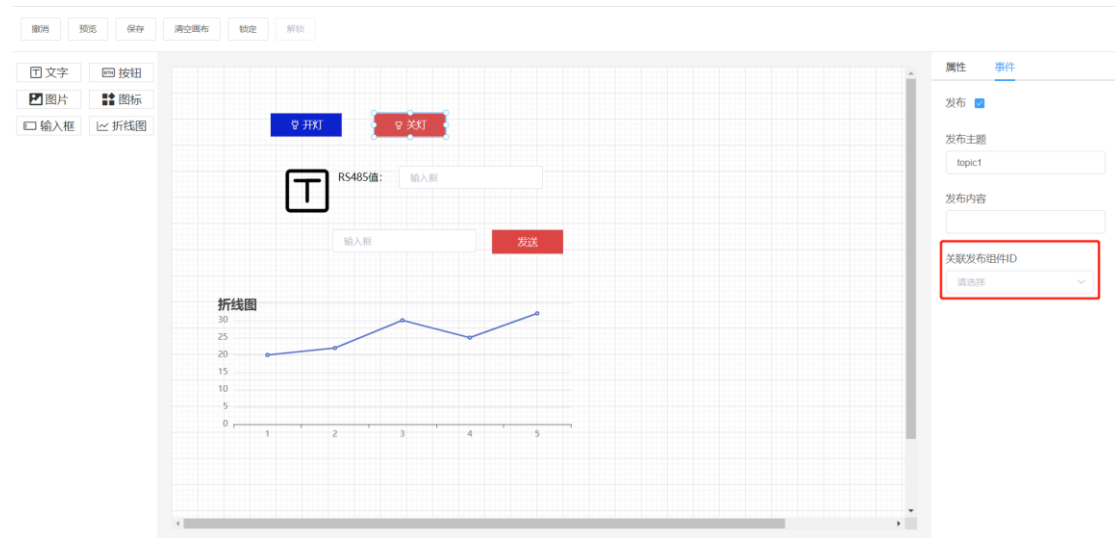 撤消 预览 保存 清空画布 锁定 解锁
文字 按钮
图片 图标
输入框 折线图
开灯 关灯
T RS485值: 输入框
输入框 发送
折线图
30
25
20
15
10
5
0
1 2 3 4 5
属性 事件
发布
发布主题
topic1
发布内容
关联发布组件ID
请选择